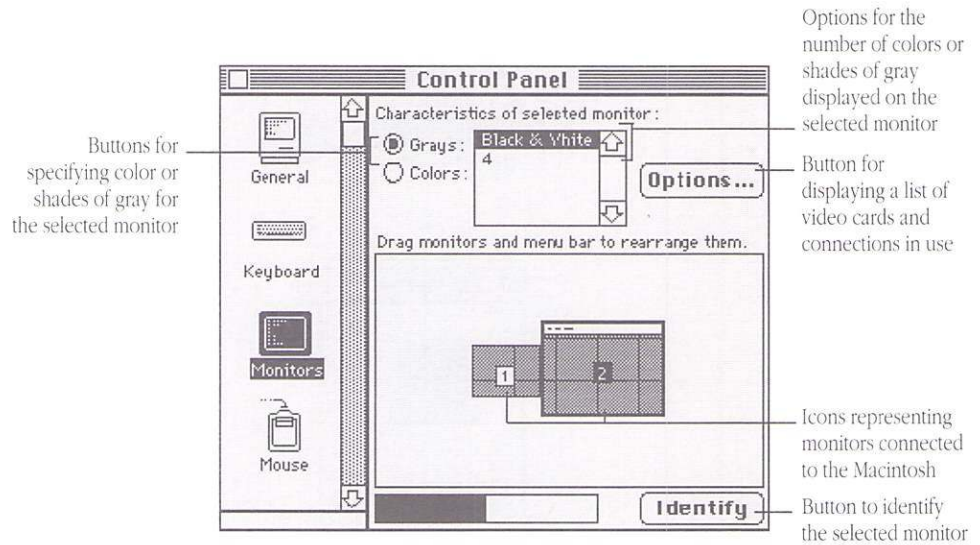 Options for the
number of colors or
shades of gray
displayed on the
selected monitor
Control Panel
Characteristics of selected monitor:
Grays:
Colors:
Black & White
4
Options...
Buttons for
specifying color or
shades of gray for
the selected monitor
Button for
displaying a list of
video cards and
connections in use
General
Keyboard
Monitors
Mouse
Drag monitors and menu bar to rearrange them.
1
2
Icons representing
monitors connected
to the Macintosh
Identify
Button to identify
the selected monitor